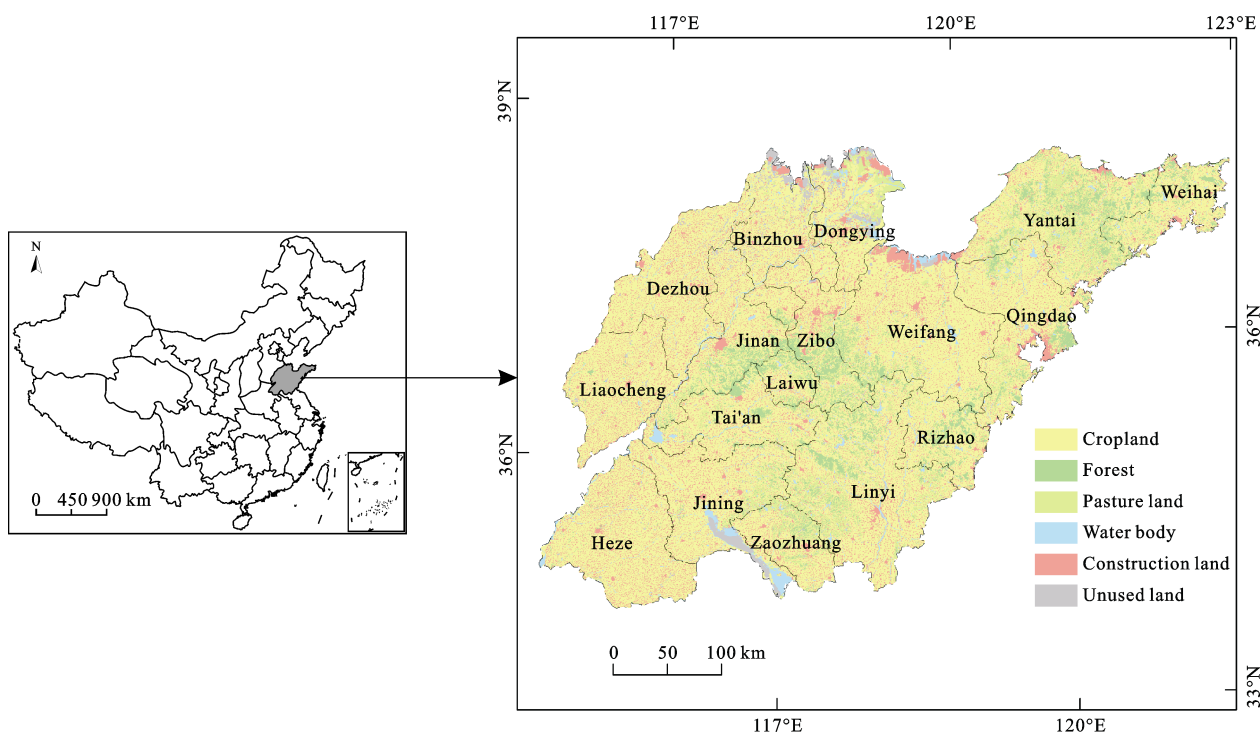 117°E
120°E
123°E
39°N
N
Weihai
Yantai
Binzhou
Dongying
Dezhou
Qingdao
36°N
Jinan
Zibo
Weifang
Liaocheng
Laiwu
Tai'an
Rizhao
Cropland
36°N
Forest
Linyi
Pasture land
0 450 900 km
Jining
Water body
Heze
Zaozhuang
Construction land
Unused land
0 50 100 km
33°N
117°E
120°E